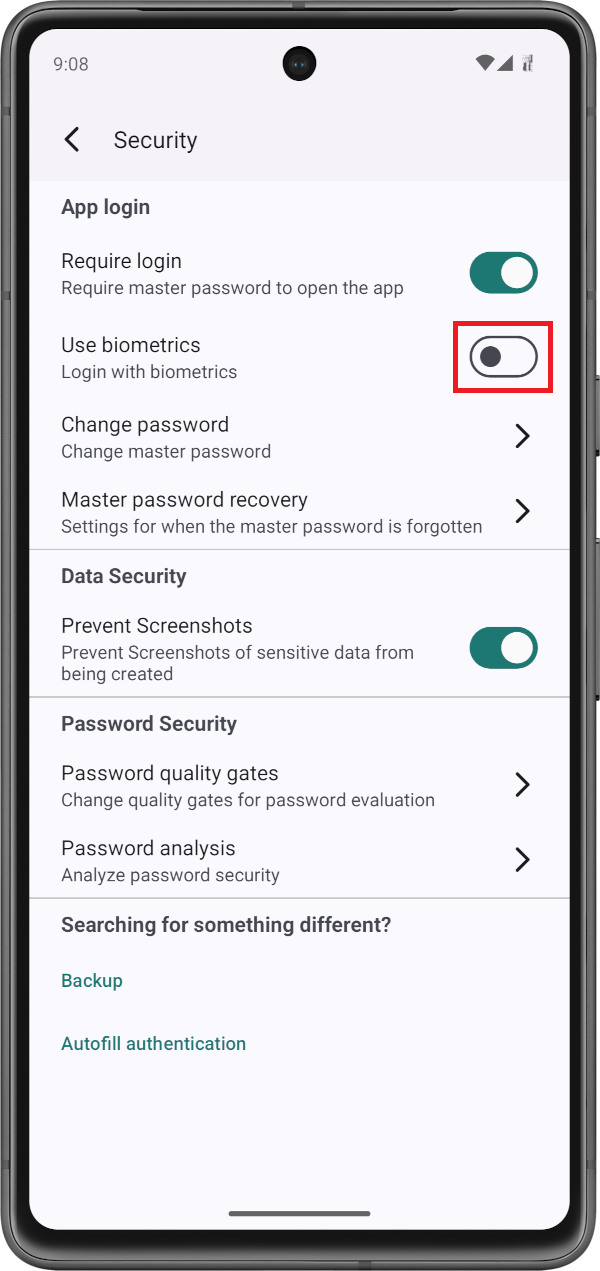 9:08
Security
App login
Require login
Require master password to open the app
Use biometrics
Login with biometrics
Change password
Change master password
Master password recovery
Settings for when the master password is forgotten
Data Security
Prevent Screenshots
Prevent Screenshots of sensitive data from
being created
Password Security
Password quality gates
Change quality gates for password evaluation
Password analysis
Analyze password security
Searching for something different?
Backup
Autofill authentication